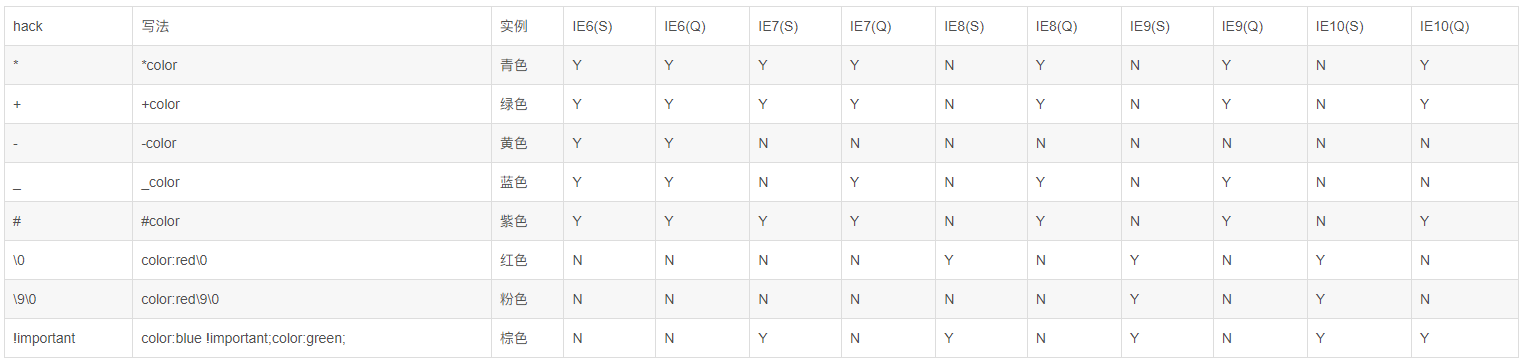 hack 写法 实例 IE6(S) IE6(Q) IE7(S) IE7(Q) IE8(S) IE8(Q) IE9(S) IE9(Q) IE10(S) IE10(Q)
* *color 青色 Y Y Y Y N Y N Y N Y
+ +color 绿色 Y Y Y Y N Y N Y N Y
- -color 黄色 Y Y N N N N N N N N
_ _color 蓝色 Y Y N Y N Y N Y N N
# #color 紫色 Y Y Y Y N Y N Y N Y
\0 color:red\0 红色 N N N N Y N Y N Y N
\9\0 color:red\9\0 粉色 N N N N N N Y N Y N
!important color:blue !important;color:green; 棕色 N N Y N Y N Y N Y Y